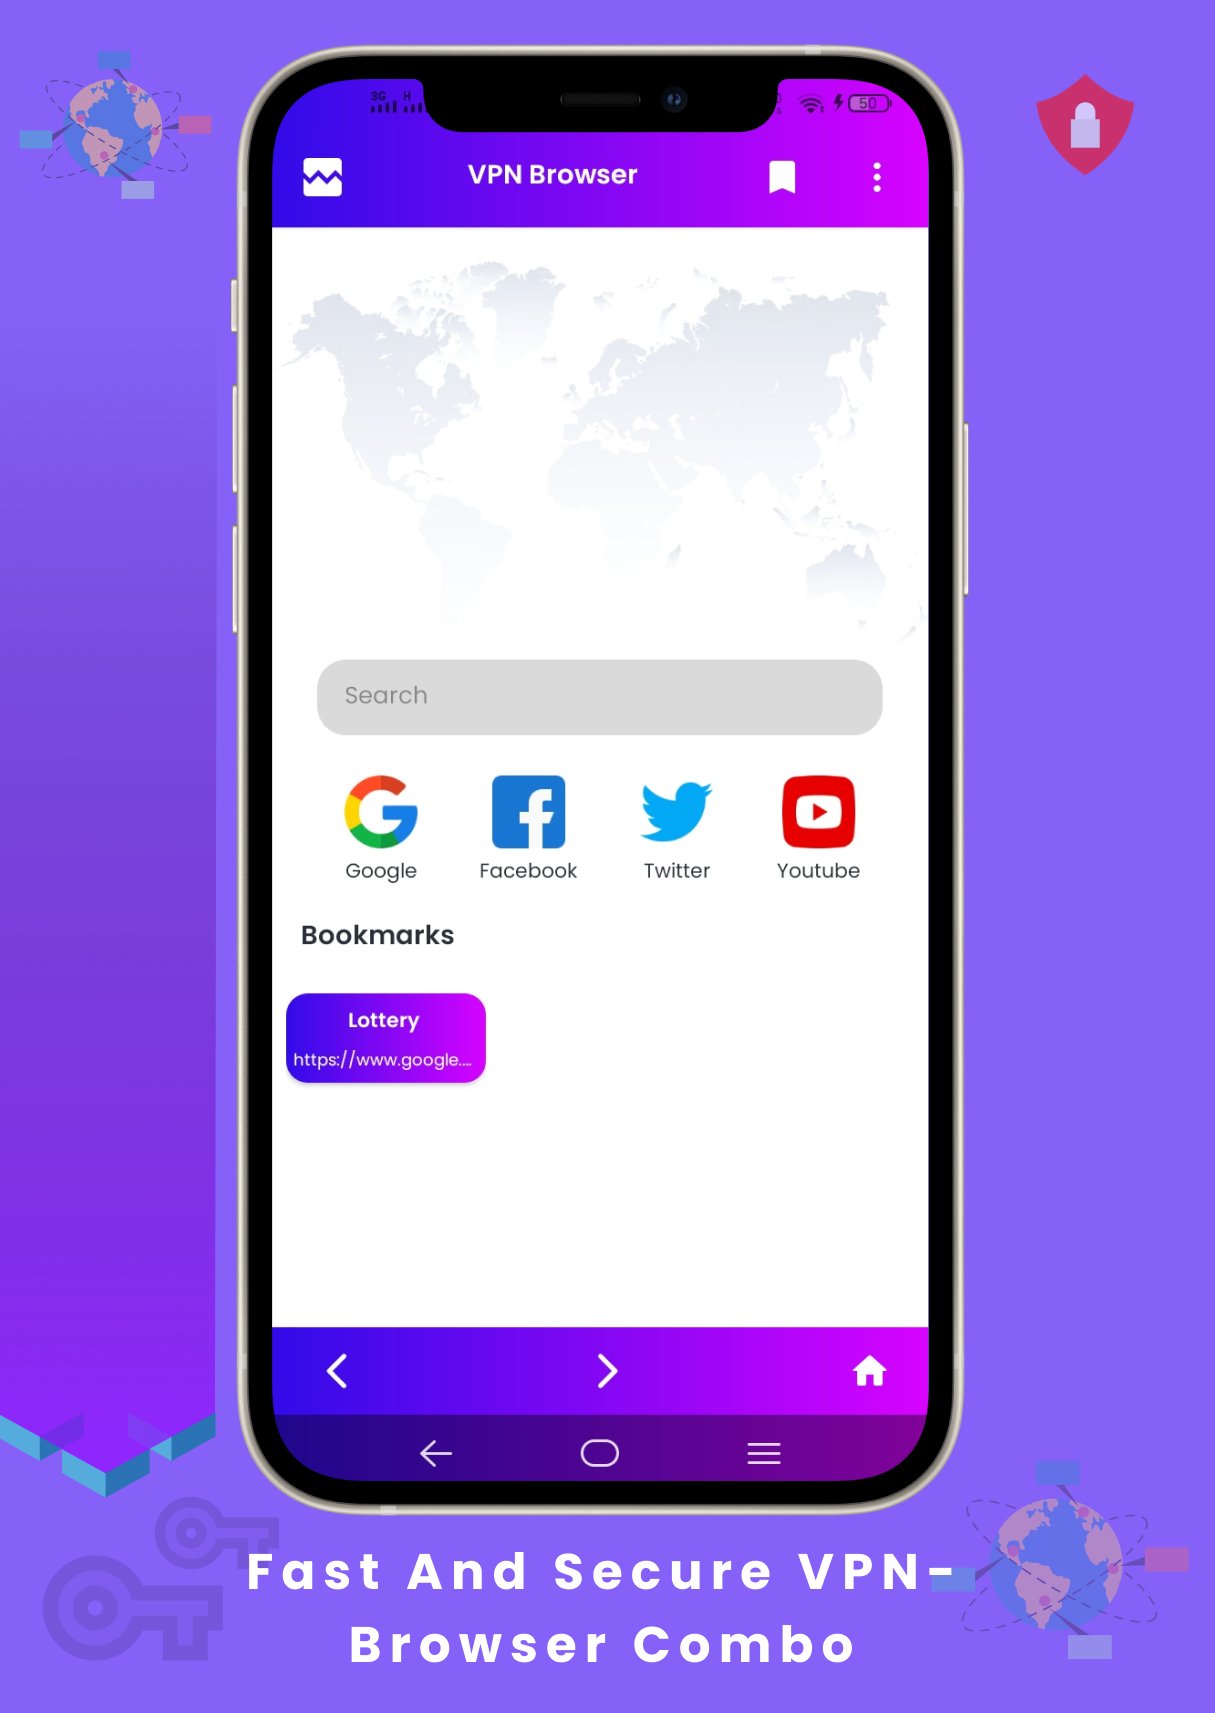 3G H
50
VPN Browser
Search
Google Facebook Twitter Youtube
Bookmarks
Lottery
https://www.google....
Fast And Secure VPN-
Browser Combo